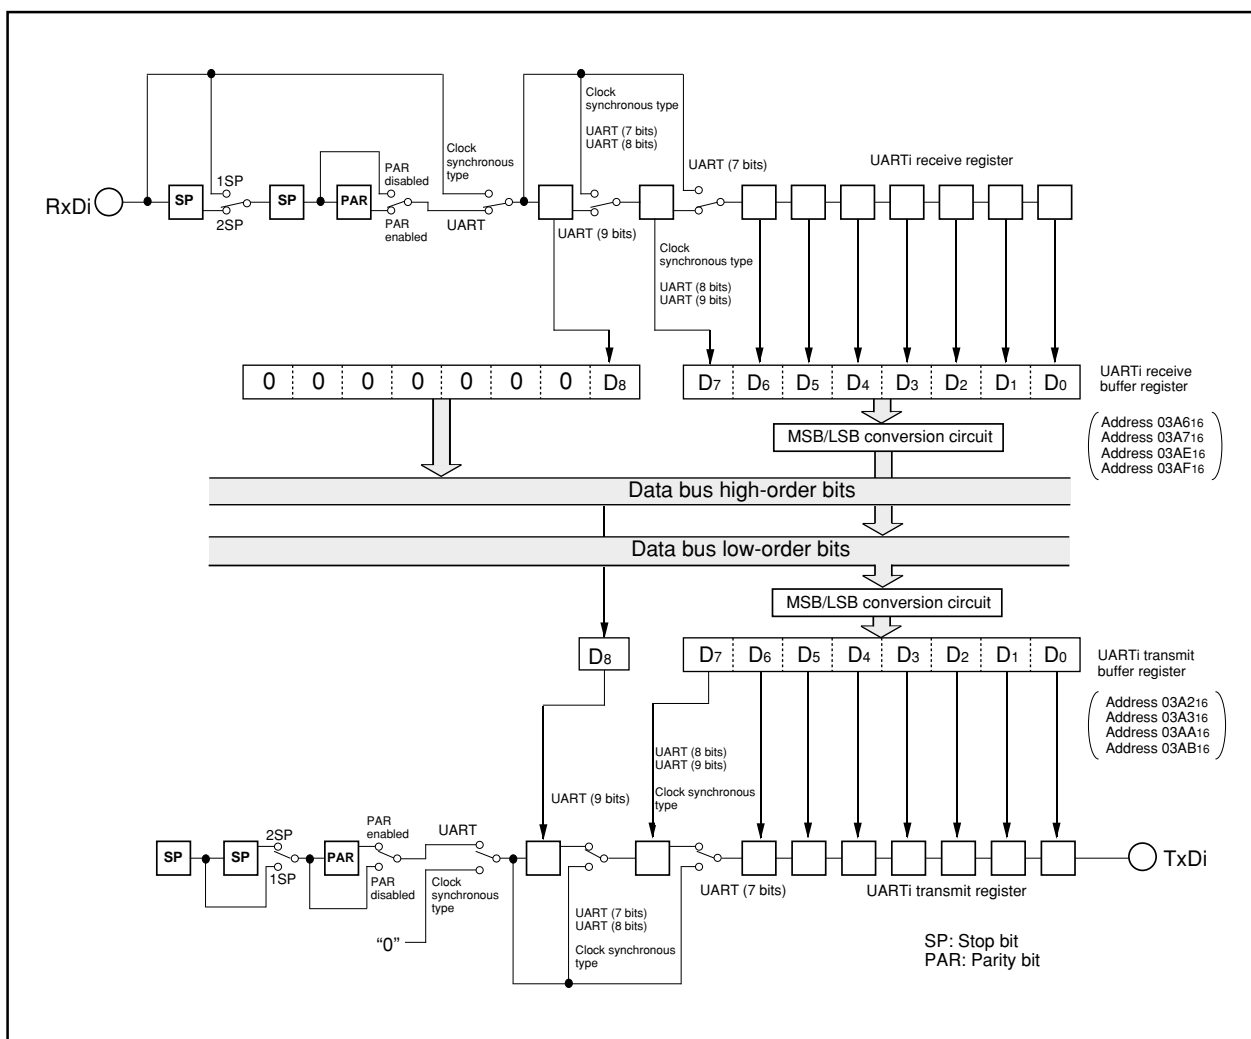 Clock
synchronous type
UART (7 bits)
UART (8 bits)
Clock
synchronous
type
UART (7 bits)
UARTi receive register
PAR
disabled
1SP
RxDi
SP
SP
PAR
2SP
PAR
enabled
UART
UART (9 bits)
Clock
synchronous type
UART (8 bits)
UART (9 bits)
0 0 0 0 0 0 0 D8
D7 D6 D5 D4 D3 D2 D1 D0
UARTi receive
buffer register
MSB/LSB conversion circuit
Address 03A616
Address 03A716
Address 03AE16
Address 03AF16
Data bus high-order bits
Data bus low-order bits
MSB/LSB conversion circuit
D8
D7 D6 D5 D4 D3 D2 D1 D0
UARTi transmit
buffer register
Address 03A216
Address 03A316
Address 03AA16
Address 03AB16
UART (8 bits)
UART (9 bits)
Clock synchronous
type
UART (9 bits)
PAR
enabled
2SP
UART
SP
SP
PAR
1SP
PAR
disabled
Clock
synchronous
type
TxDi
UART (7 bits)
UARTi transmit register
UART (7 bits)
UART (8 bits)
Clock synchronous
type
“0”
SP: Stop bit
PAR: Parity bit